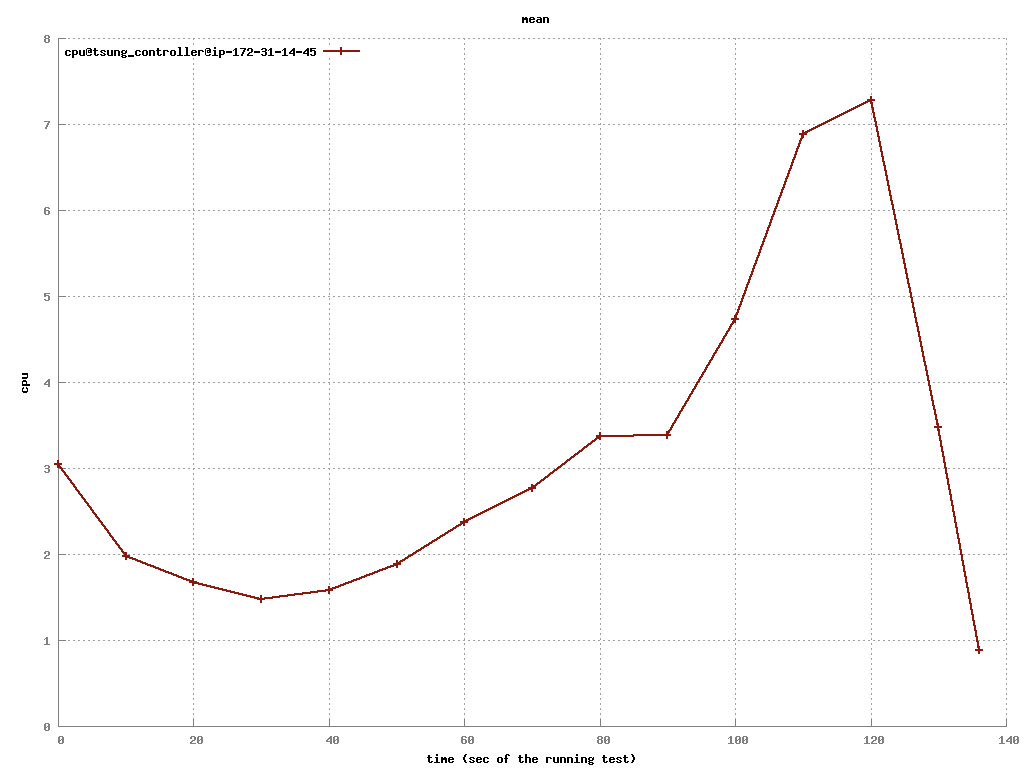 mean
cpu@tsung_controller@ip-172-31-14-45
8
7
6
5
4
3
2
1
0
cpu
0 20 40 60 80 100 120 140
time (sec of the running test)